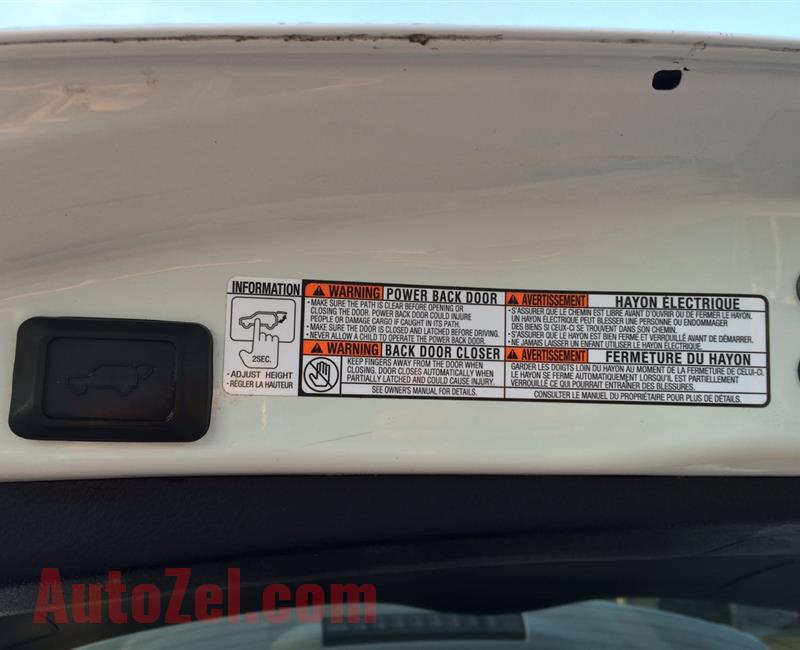 INFORMATION
2SEC.
• ADJUST HEIGHT
• RÉGLER LA HAUTEUR
WARNING POWER BACK DOOR
• MAKE SURE THE PATH IS CLEAR BEFORE OPENING OR
CLOSING THE DOOR. POWER BACK DOOR COULD INJURE
PEOPLE OR DAMAGE CARGO IF CAUGHT IN ITS PATH.
• MAKE SURE THE DOOR IS CLOSED AND LATCHED BEFORE DRIVING.
• NEVER ALLOW A CHILD TO OPERATE THE POWER BACK DOOR.
WARNING BACK DOOR CLOSER
KEEP FINGERS AWAY FROM THE DOOR WHEN
CLOSING. DOOR CLOSES AUTOMATICALLY WHEN
PARTIALLY LATCHED AND COULD CAUSE INJURY.
SEE OWNER'S MANUAL FOR DETAILS.
AVERTISSEMENT HAYON ÉLECTRIQUE
• S'ASSURER QUE LE CHEMIN EST LIBRE AVANT D'OUVRIR OU DE FERMER LE HAYON.
UN HAYON ÉLECTRIQUE PEUT BLESSER UNE PERSONNE OU ENDOMMAGER
DES BIENS SI CEUX-CI SE TROUVENT DANS SON CHEMIN.
• S'ASSURER QUE LE HAYON EST BIEN FERMÉ ET VERROUILLÉ AVANT DE DÉMARRER.
• NE JAMAIS LAISSER UN ENFANT UTILISER LE HAYON ÉLECTRIQUE.
AVERTISSEMENT FERMETURE DU HAYON
GARDER LES DOIGTS LOIN DU HAYON AU MOMENT DE LA FERMETURE DE CELUI-CI.
LE HAYON SE FERME AUTOMATIQUEMENT LORSQU'IL EST PARTIELLEMENT
VERROUILLÉ CE QUI POURRAIT ENTRAÎNER DES BLESSURES.
CONSULTER LE MANUEL DU PROPRIÉTAIRE POUR PLUS DE DÉTAILS.
AutoZel.com